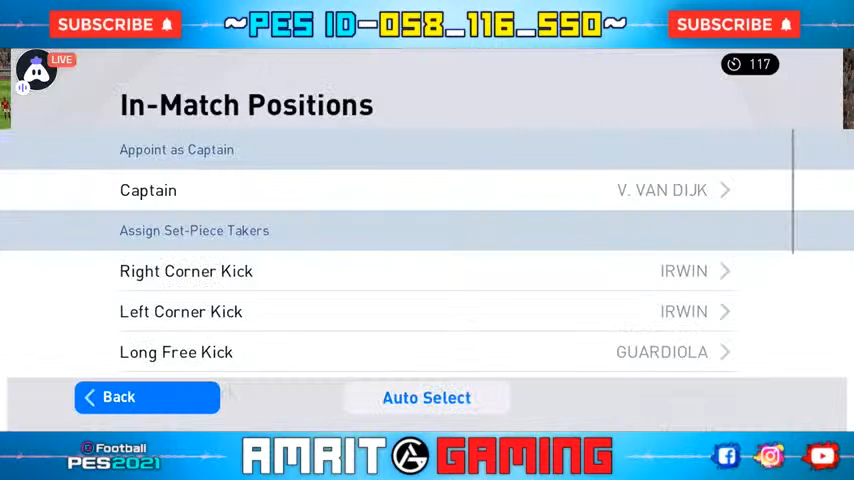 SUBSCRIBE
~PES ID-058_116_550~
SUBSCRIBE
LIVE
117
In-Match Positions
Appoint as Captain
Captain V. VAN DIJK
Assign Set-Piece Takers
Right Corner Kick IRWIN
Left Corner Kick IRWIN
Long Free Kick GUARDIOLA
Back
Auto Select
eFootball
PES2021
AMRIT GAMING